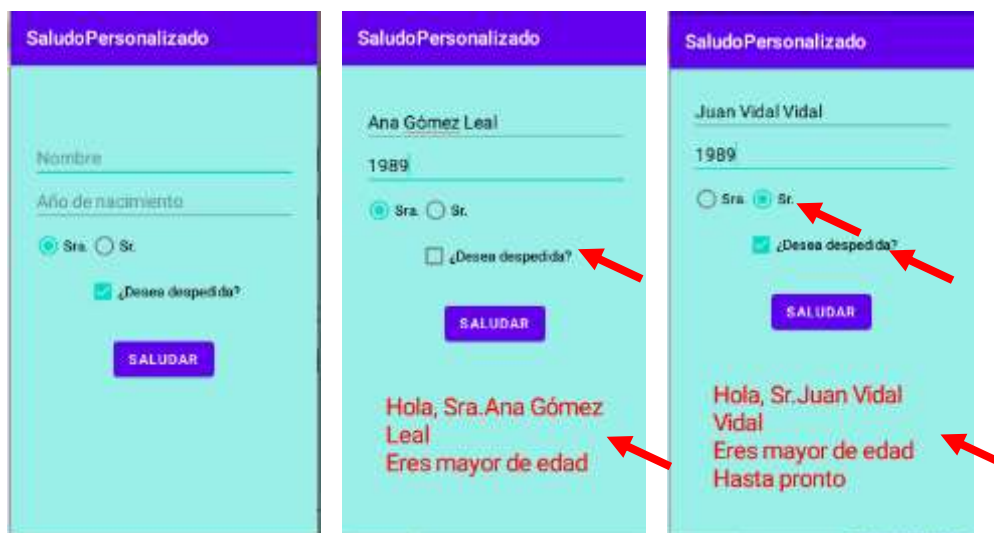 SaludoPersonalizado
Nombre
Año de nacimiento
Sra. Sr.
¿Desea despedida?
SALUDAR
SaludoPersonalizado
Ana Gómez Leal
1989
Sra. Sr.
¿Desea despedida?
SALUDAR
Hola, Sra.Ana Gómez
Leal
Eres mayor de edad
SaludoPersonalizado
Juan Vidal Vidal
1989
Sra. Sr.
¿Desea despedida?
SALUDAR
Hola, Sr.Juan Vidal
Vidal
Eres mayor de edad
Hasta pronto